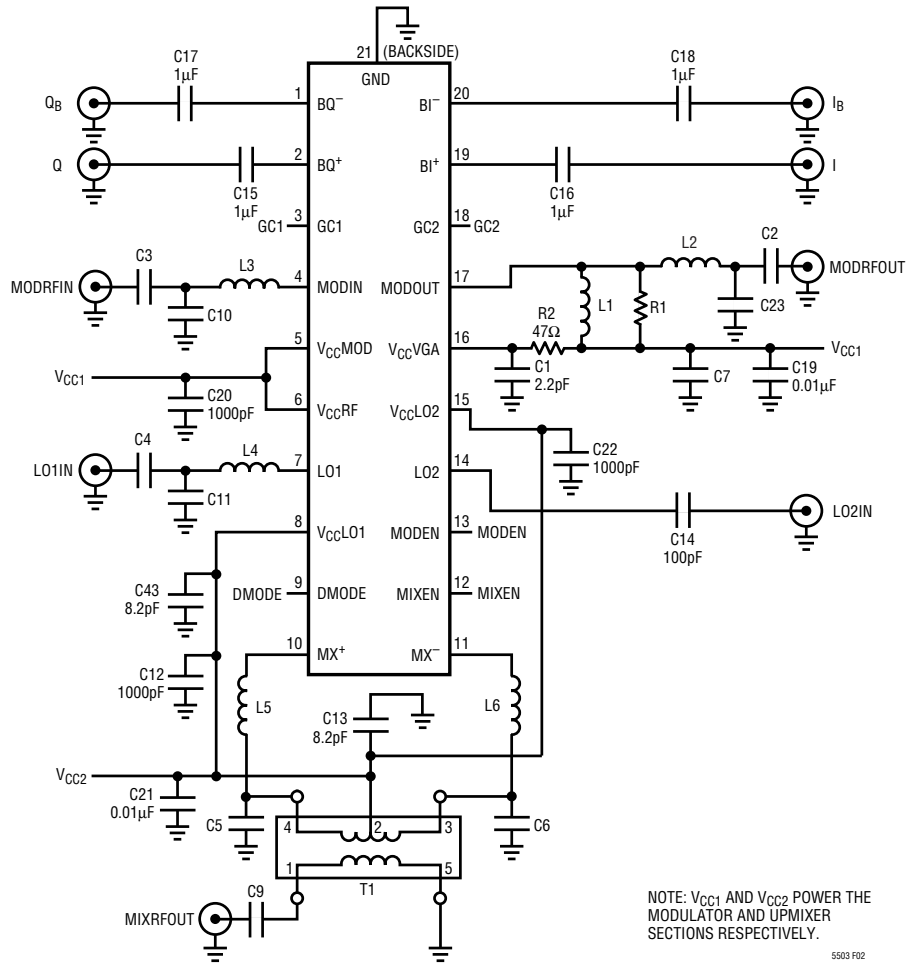 21 (BACKSIDE)
GND
C17
1µF
C18
1µF
QB
1
BQ−
BI−
20
IB
Q
2
BQ+
BI+
19
I
C15
1µF
C16
1µF
GC1
3
GC1
GC2
18
GC2
C3
L2
C2
MODRFIN
L3
4
MODIN
MODOUT
17
MODRFOUT
C10
L1
R1
C23
R2
47Ω
5
VCCMOD
VCCVGA
16
VCC1
VCC1
C20
1000pF
C1
2.2pF
C7
C19
0.01µF
6
VCCRF
VCCLO2
15
C4
L4
C22
1000pF
LO1IN
7
LO1
LO2
14
C11
LO2IN
8
VCCLO1
MODEN
13
MODEN
C14
100pF
C43
8.2pF
DMODE
9
DMODE
MIXEN
12
MIXEN
10
MX+
MX−
11
C12
1000pF
L5
C13
8.2pF
L6
VCC2
C21
0.01µF
C5
4
2
3
C6
1
5
T1
C9
MIXRFOUT
NOTE: VCC1 AND VCC2 POWER THE
MODULATOR AND UPMIXER
SECTIONS RESPECTIVELY.
5503 F02